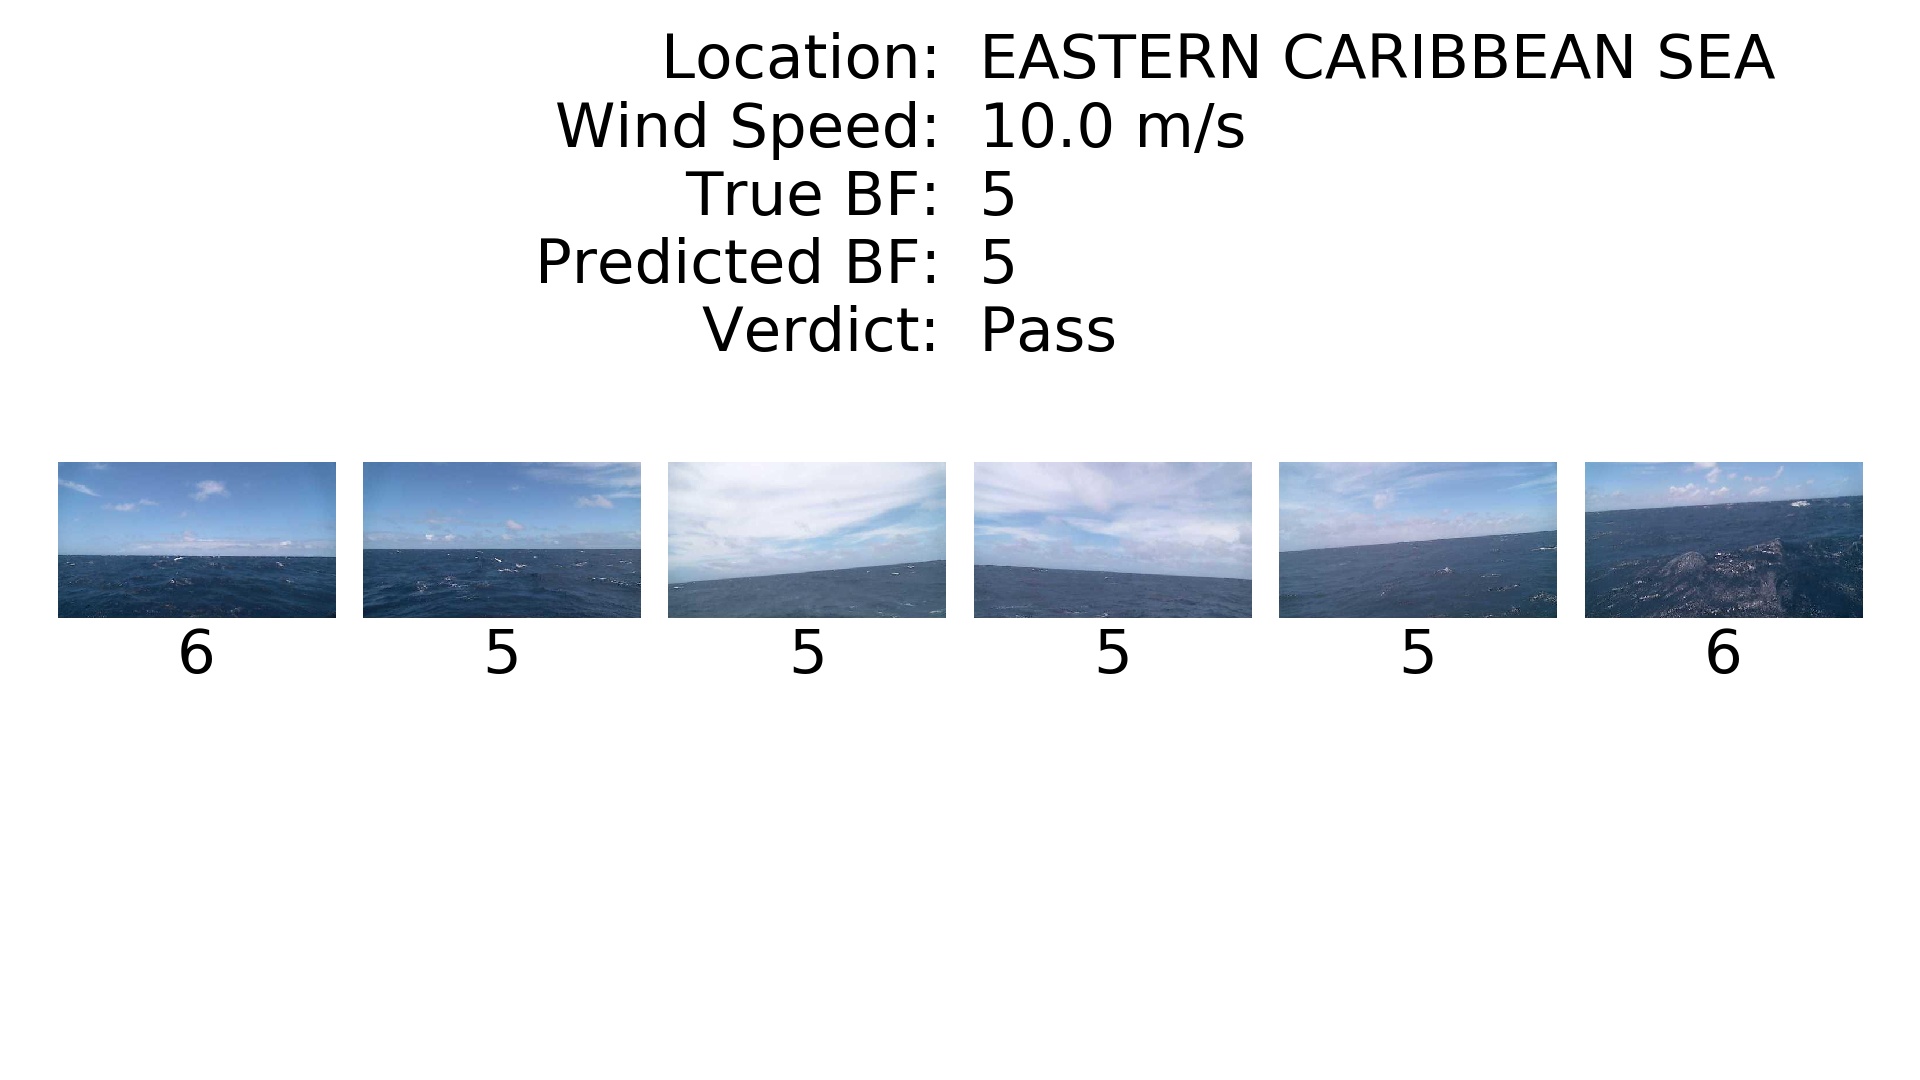 Location: EASTERN CARIBBEAN SEA
Wind Speed: 10.0 m/s
True BF: 5
Predicted BF: 5
Verdict: Pass
6 5 5 5 5 6